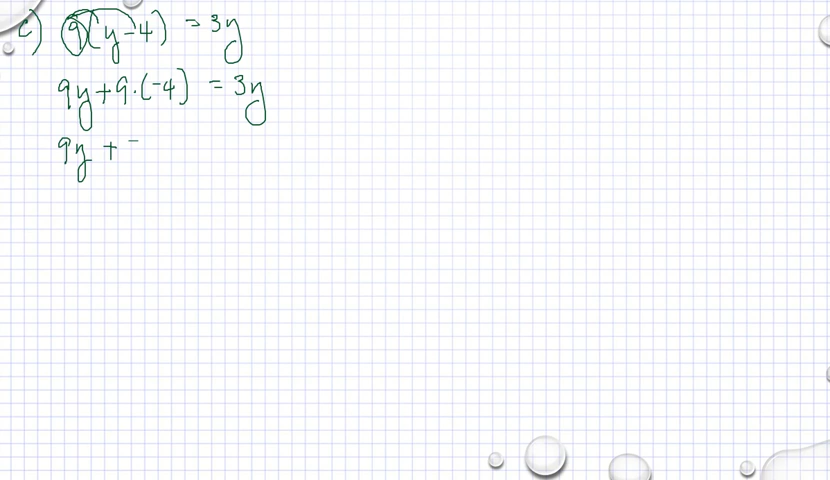 c) 9(y-4) = 3y
9y+9·(-4) = 3y
9y + -